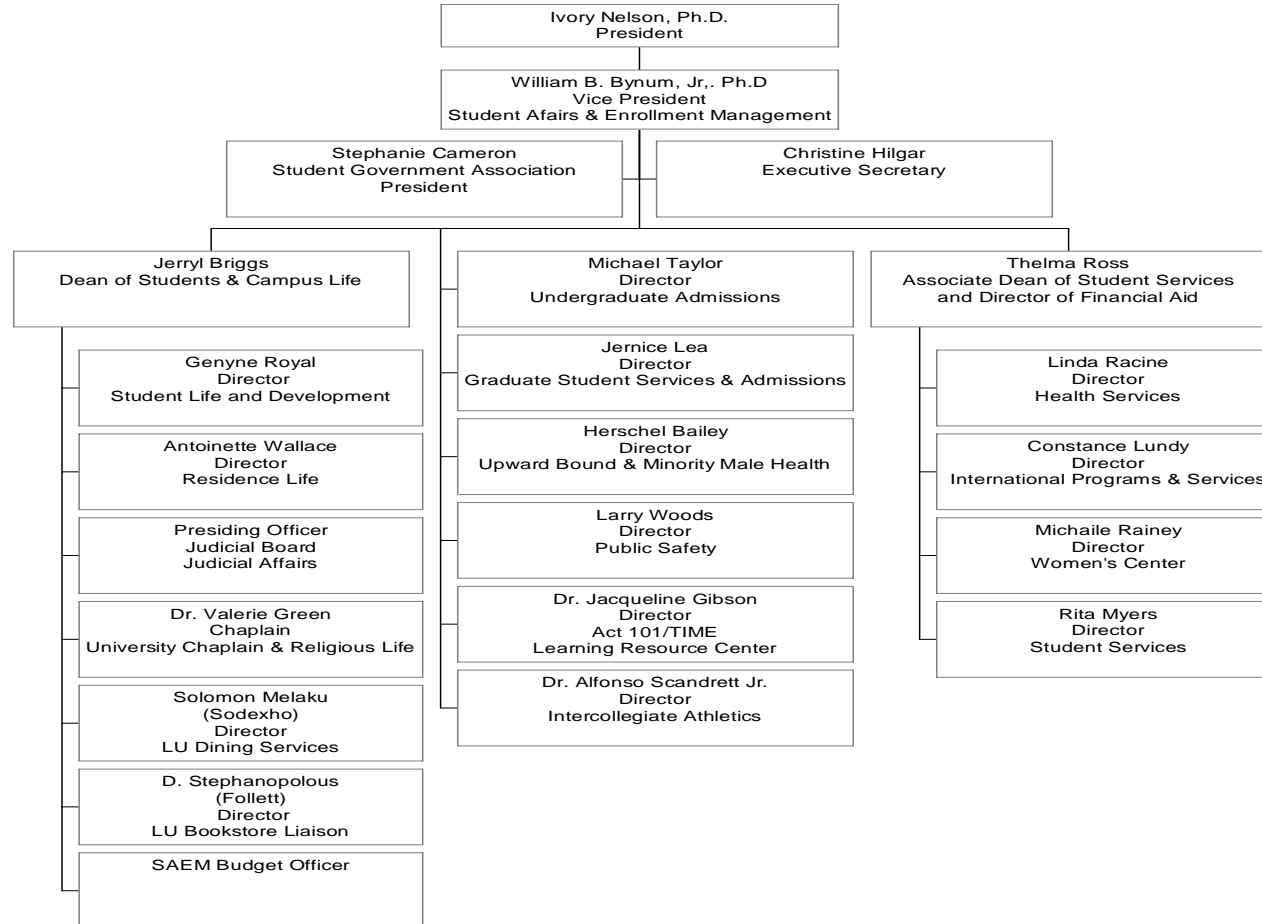 Ivory Nelson, Ph.D.
President
William B. Bynum, Jr,. Ph.D
Vice President
Student Afairs & Enrollment Management
Stephanie Cameron
Student Government Association
President
Christine Hilgar
Executive Secretary
Jerryl Briggs
Dean of Students & Campus Life
Genyne Royal
Director
Student Life and Development
Antoinette Wallace
Director
Residence Life
Presiding Officer
Judicial Board
Judicial Affairs
Dr. Valerie Green
Chaplain
University Chaplain & Religious Life
Solomon Melaku
(Sodexho)
Director
LU Dining Services
D. Stephanopolous
(Follett)
Director
LU Bookstore Liaison
SAEM Budget Officer
Michael Taylor
Director
Undergraduate Admissions
Jernice Lea
Director
Graduate Student Services & Admissions
Herschel Bailey
Director
Upward Bound & Minority Male Health
Larry Woods
Director
Public Safety
Dr. Jacqueline Gibson
Director
Act 101/TIME
Learning Resource Center
Dr. Alfonso Scandrett Jr.
Director
Intercollegiate Athletics
Thelma Ross
Associate Dean of Student Services
and Director of Financial Aid
Linda Racine
Director
Health Services
Constance Lundy
Director
International Programs & Services
Michaile Rainey
Director
Women's Center
Rita Myers
Director
Student Services